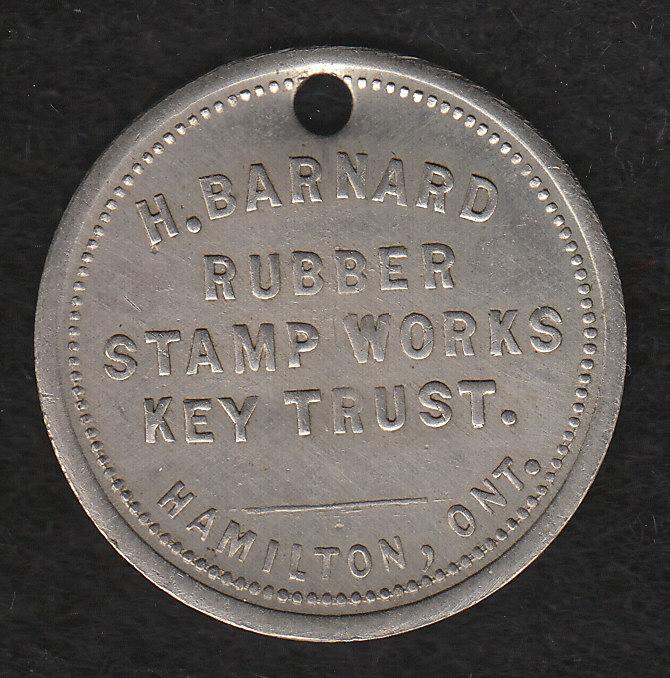 H. BARNARD
RUBBER
STAMP WORKS
KEY TRUST.
HAMILTON, ONT.